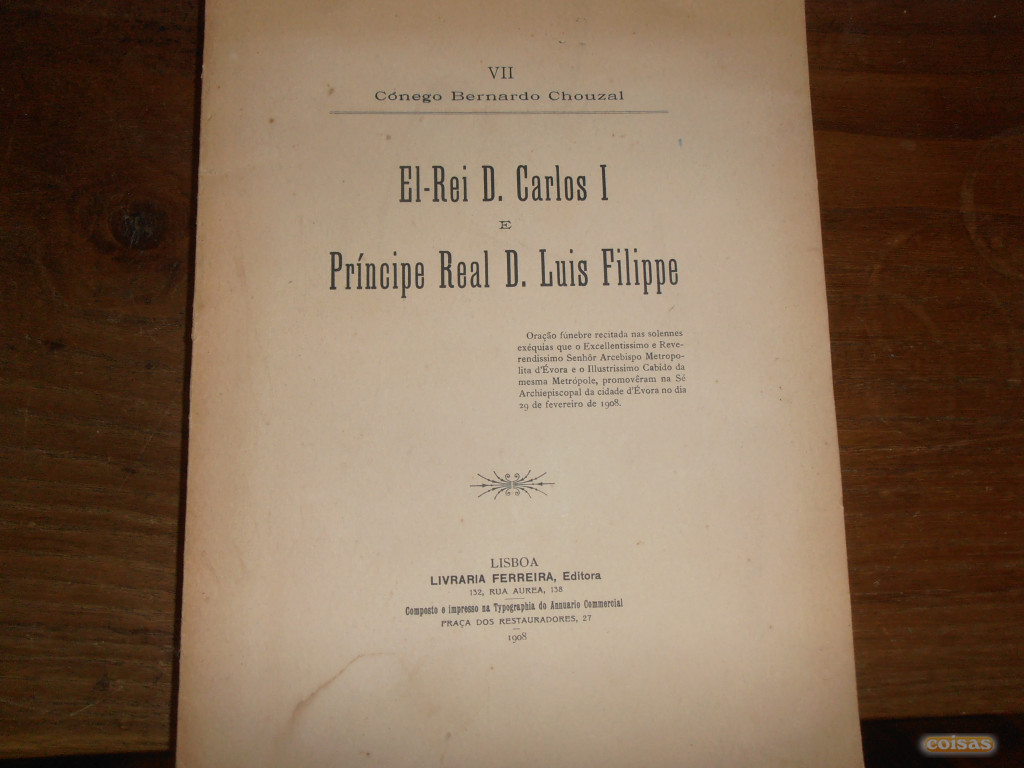 VII
Cónego Bernardo Chouzal
El-Rei D. Carlos I
E
Príncipe Real D. Luis Filippe
Oração fúnebre recitada nas solennes
exéquias que o Excellentissimo e Reve-
rendissimo Senhôr Arcebispo Metropo-
lita d'Évora e o Illustrissimo Cabido da
mesma Metrópole, promovêram na Sé
Archiepiscopal da cidade d'Évora no dia
29 de fevereiro de 1908.
LISBOA
LIVRARIA FERREIRA, Editora
132, RUA AUREA, 138
Composto e impresso na Typographia do Annuario Commercial
PRAÇA DOS RESTAURADORES, 27
1908
coisas